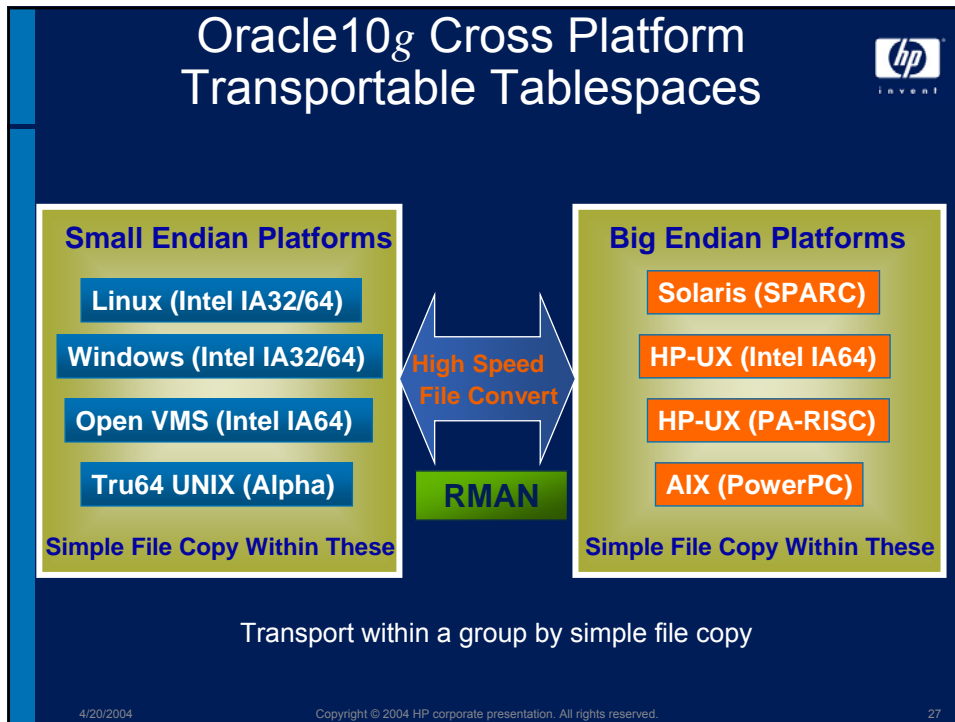 Oracle10g Cross Platform
Transportable Tablespaces
hp
invent
Small Endian Platforms
Linux (Intel IA32/64)
Windows (Intel IA32/64)
Open VMS (Intel IA64)
Tru64 UNIX (Alpha)
Simple File Copy Within These
High Speed
File Convert
RMAN
Big Endian Platforms
Solaris (SPARC)
HP-UX (Intel IA64)
HP-UX (PA-RISC)
AIX (PowerPC)
Simple File Copy Within These
Transport within a group by simple file copy
4/20/2004
Copyright © 2004 HP corporate presentation. All rights reserved.
27